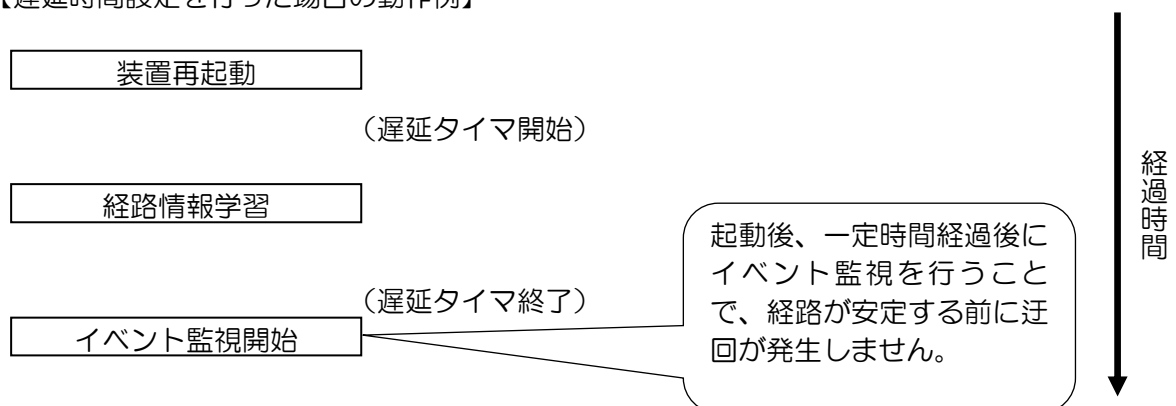 【遅延時間設定を行った場合の動作例】
装置再起動
（遅延タイマ開始）
経路情報学習
起動後、一定時間経過後に
イベント監視を行うこと
で、経路が安定する前に迂
回が発生しません。
（遅延タイマ終了）
イベント監視開始
経過時間